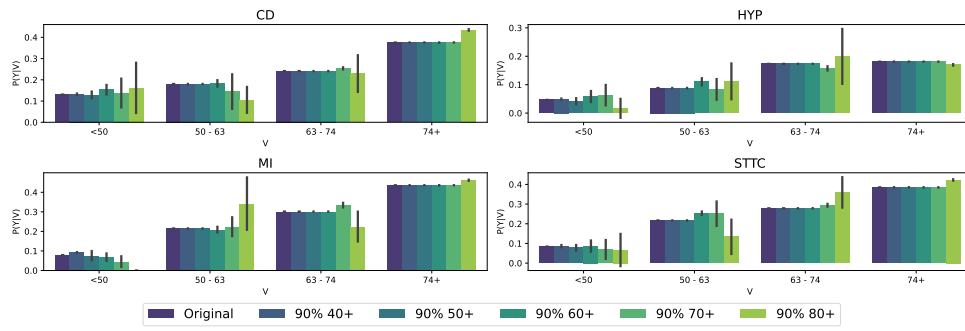 CD
P(Y|V)
0.4
0.3
0.2
0.1
0.0
<50
50 - 63
63 - 74
74+
V
HYP
P(Y|V)
0.3
0.2
0.1
0.0
<50
50 - 63
63 - 74
74+
V
MI
P(Y|V)
0.4
0.3
0.2
0.1
0.0
<50
50 - 63
63 - 74
74+
V
STTC
P(Y|V)
0.4
0.3
0.2
0.1
0.0
<50
50 - 63
63 - 74
74+
V
Original 90% 40+ 90% 50+ 90% 60+ 90% 70+ 90% 80+